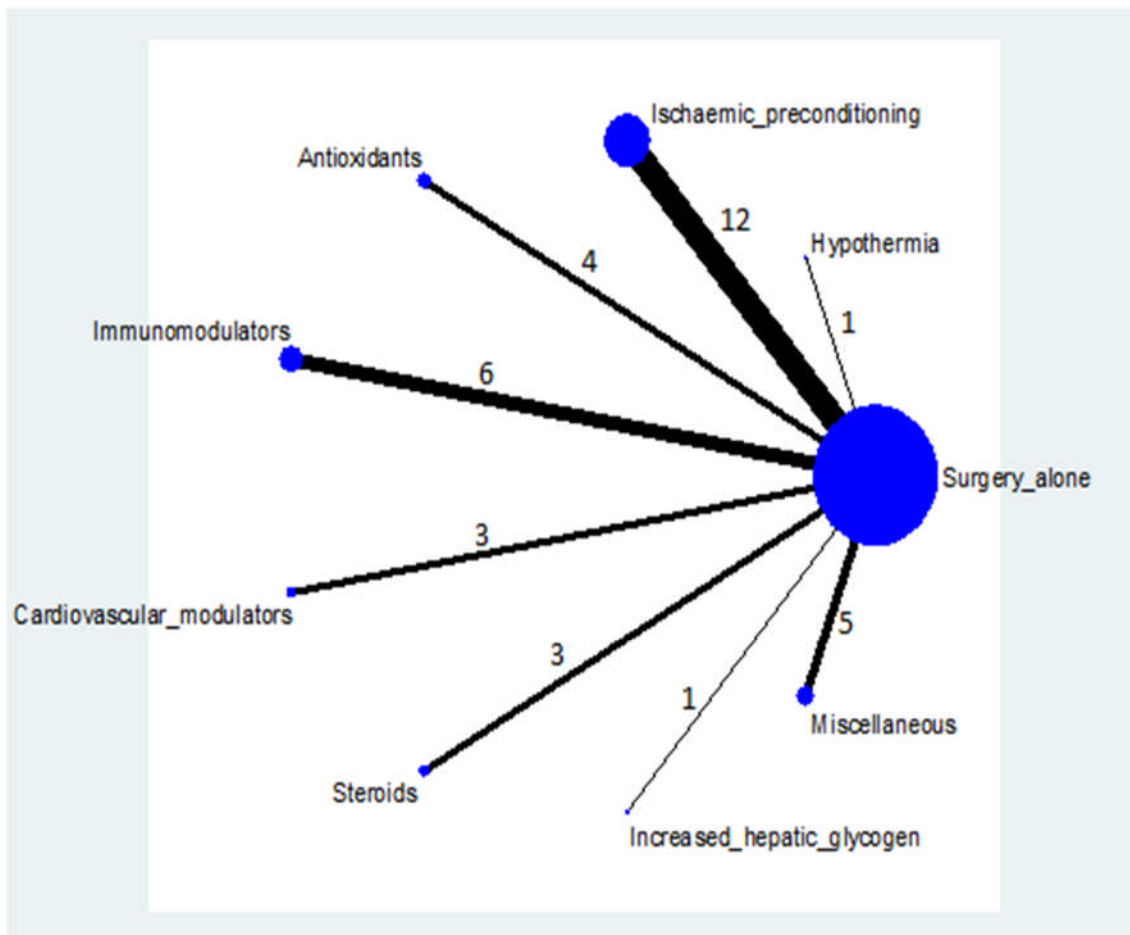 Ischaemic_preconditioning
Antioxidants
12
Hypothermia
4
1
Immunomodulators
6
Surgery_alone
3
Cardiovascular_modulators
5
3
1
Miscellaneous
Steroids
Increased_hepatic_glycogen